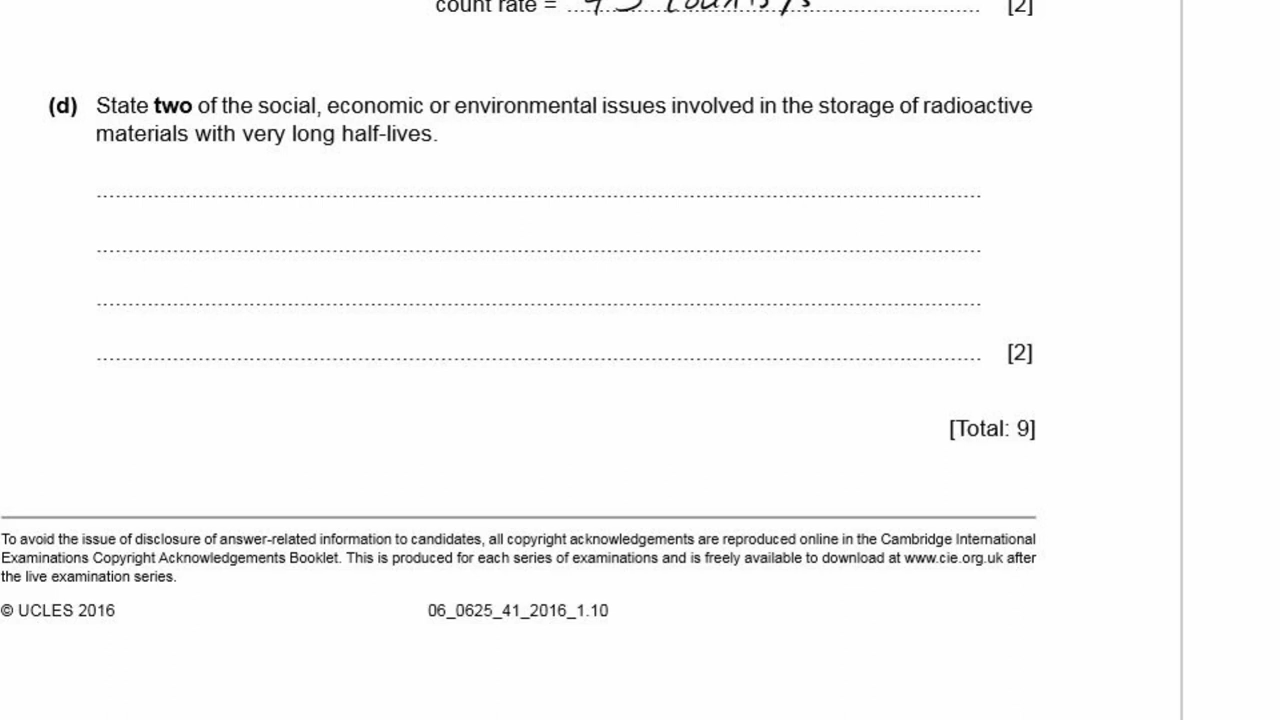 count rate = ...45 counts/s... [2]
(d) State two of the social, economic or environmental issues involved in the storage of radioactive
materials with very long half-lives.
[2]
[Total: 9]
To avoid the issue of disclosure of answer-related information to candidates, all copyright acknowledgements are reproduced online in the Cambridge International
Examinations Copyright Acknowledgements Booklet. This is produced for each series of examinations and is freely available to download at www.cie.org.uk after
the live examination series.
© UCLES 2016 06_0625_41_2016_1.10